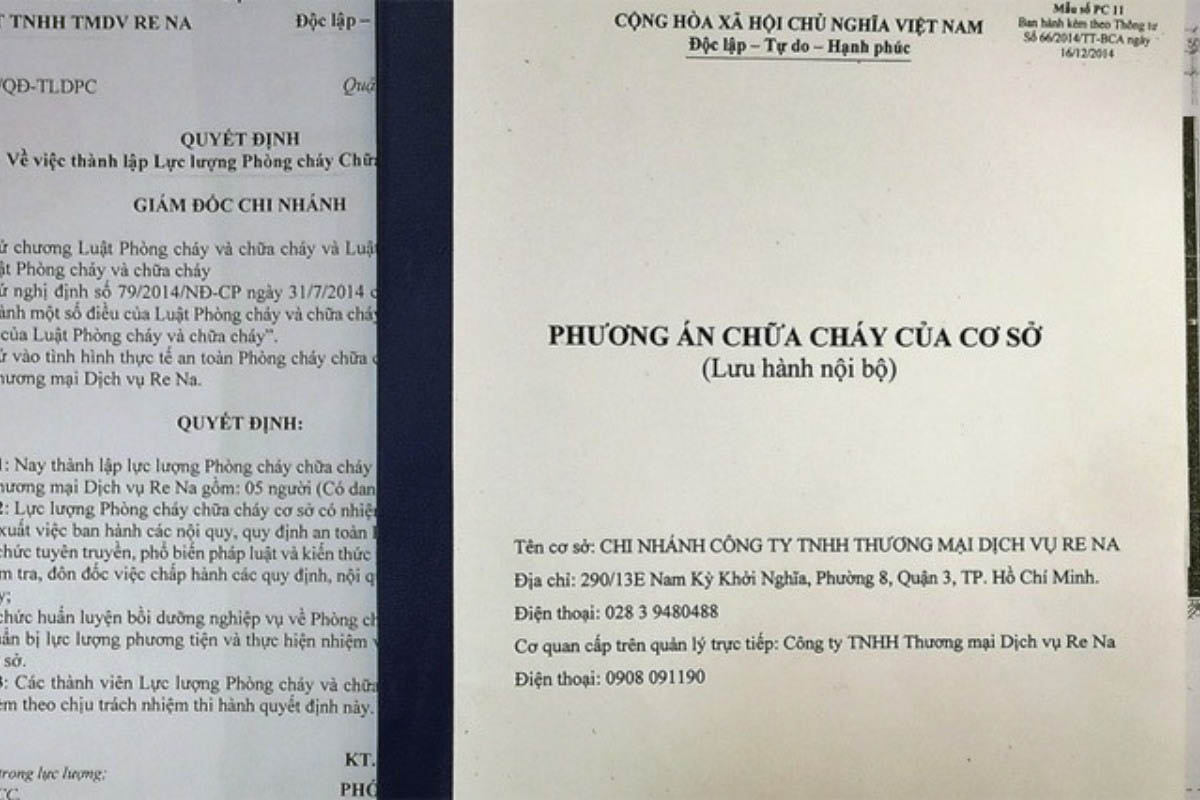 TNHH TMDV RE NA
Độc lập –
/QĐ-TLDPC
QUYẾT ĐỊNH
Về việc thành lập Lực lượng Phòng cháy
GIÁM ĐỐC CHI NHÁNH
chương Luật Phòng cháy và chữa cháy và Luật
Phòng cháy và chữa cháy
nghị định số 79/2014/NĐ-CP ngày 31/7/2014
một số điều của Luật Phòng cháy và chữa cháy
của Luật Phòng cháy và chữa cháy”.
vào tình hình thực tế an toàn Phòng cháy chữa
mại Dịch vụ Re Na.
QUYẾT ĐỊNH:
: Nay thành lập lực lượng Phòng cháy chữa cháy
mại Dịch vụ Re Na gồm: 05 người (Có
: Lực lượng Phòng cháy chữa cháy cơ sở có
xuất việc ban hành các nội quy, quy định an toàn
chức tuyên truyền, phổ biến pháp luật và kiến thức
tra, đôn đốc việc chấp hành các quy định, nội
chức huấn luyện bồi dưỡng nghiệp vụ về Phòng
bị lực lượng phương tiện và thực hiện nhiệm
sở.
: Các thành viên Lực lượng Phòng cháy và chữa
theo chịu trách nhiệm thi hành quyết định này.
KT.
trong lực lượng;
PHÓ
CỘNG HÒA XÃ HỘI CHỦ NGHĨA VIỆT NAM
Độc lập – Tự do – Hạnh phúc
Mẫu số PC 11
Ban hành kèm theo Thông tư
Số 66/2014/TT-BCA ngày
16/12/2014
PHƯƠNG ÁN CHỮA CHÁY CỦA CƠ SỞ
(Lưu hành nội bộ)
Tên cơ sở: CHI NHÁNH CÔNG TY TNHH THƯƠNG MẠI DỊCH VỤ RE NA
Địa chỉ: 290/13E Nam Kỳ Khởi Nghĩa, Phường 8, Quận 3, TP. Hồ Chí Minh.
Điện thoại: 028 3 9480488
Cơ quan cấp trên quản lý trực tiếp: Công ty TNHH Thương mại Dịch vụ Re Na
Điện thoại: 0908 091190